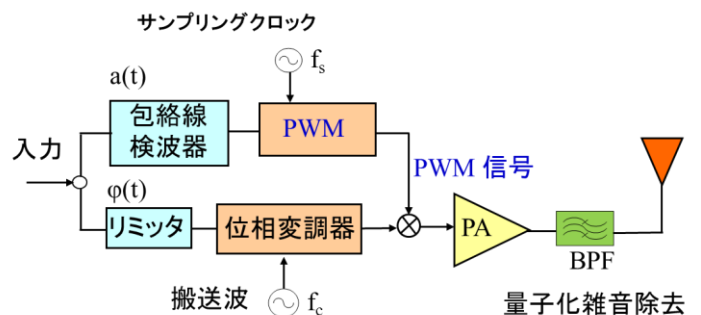 サンプリングクロック
fs
a(t)
包絡線
検波器
PWM
入力
PWM 信号
φ(t)
リミッタ
位相変調器
PA
BPF
搬送波
fc
量子化雑音除去